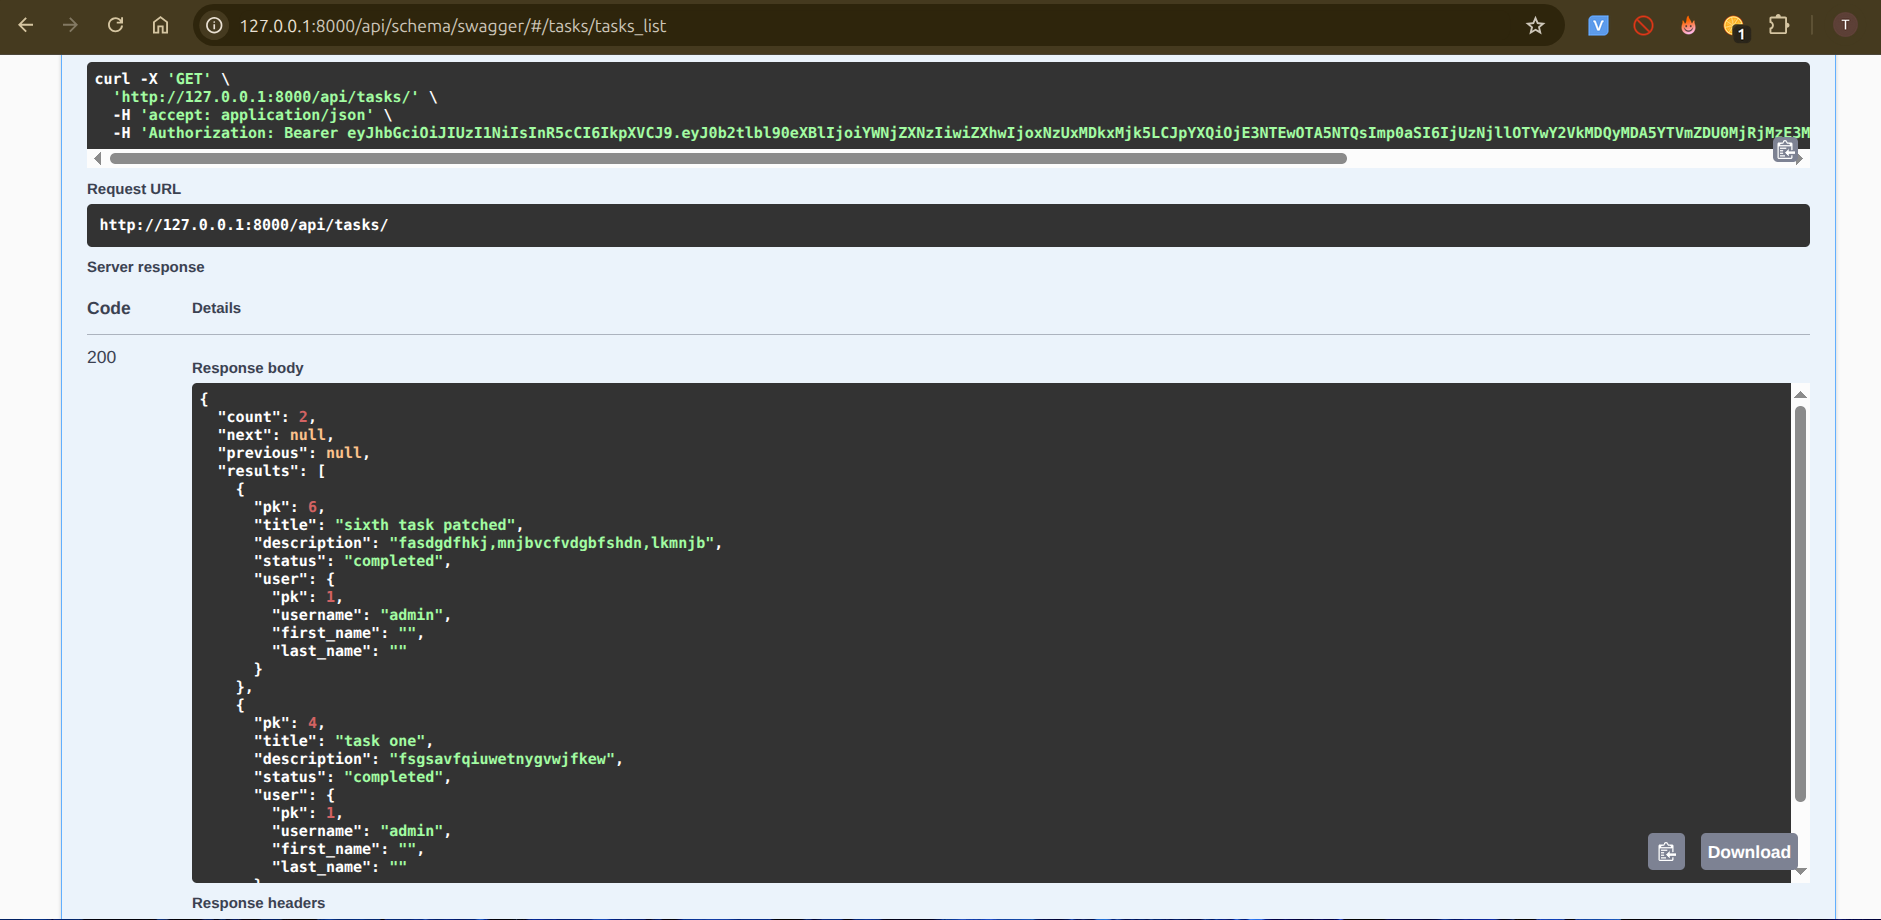 127.0.0.1:8000/api/schema/swagger/#/tasks/tasks_list
V
1
T
curl -X 'GET' \
'http://127.0.0.1:8000/api/tasks/' \
-H 'accept: application/json' \
-H 'Authorization: Bearer eyJhbGciOiJIUzI1NiIsInR5cCI6IkpXVCJ9.eyJ0b2tlbl90eXBlIjoiYWNjZXNzIiwiZXhwIjoxNzUxMDkxMjk5LCJpYXQiOjE3NTEwOTA5NTQsImp0aSI6IjUzNjllOTYwY2VkMDQyMDA5YTVmZDU0MjRjMzE3M
Request URL
http://127.0.0.1:8000/api/tasks/
Server response
Code Details
200
Response body
{
"count": 2,
"next": null,
"previous": null,
"results": [
{
"pk": 6,
"title": "sixth task patched",
"description": "fasdgdfhkj,mnjbvcfvdgbfshdn,lkmnjb",
"status": "completed",
"user": {
"pk": 1,
"username": "admin",
"first_name": "",
"last_name": ""
}
},
{
"pk": 4,
"title": "task one",
"description": "fsgsavfqiuwetnygvwjfkew",
"status": "completed",
"user": {
"pk": 1,
"username": "admin",
"first_name": "",
"last_name": ""
}
Download
Response headers